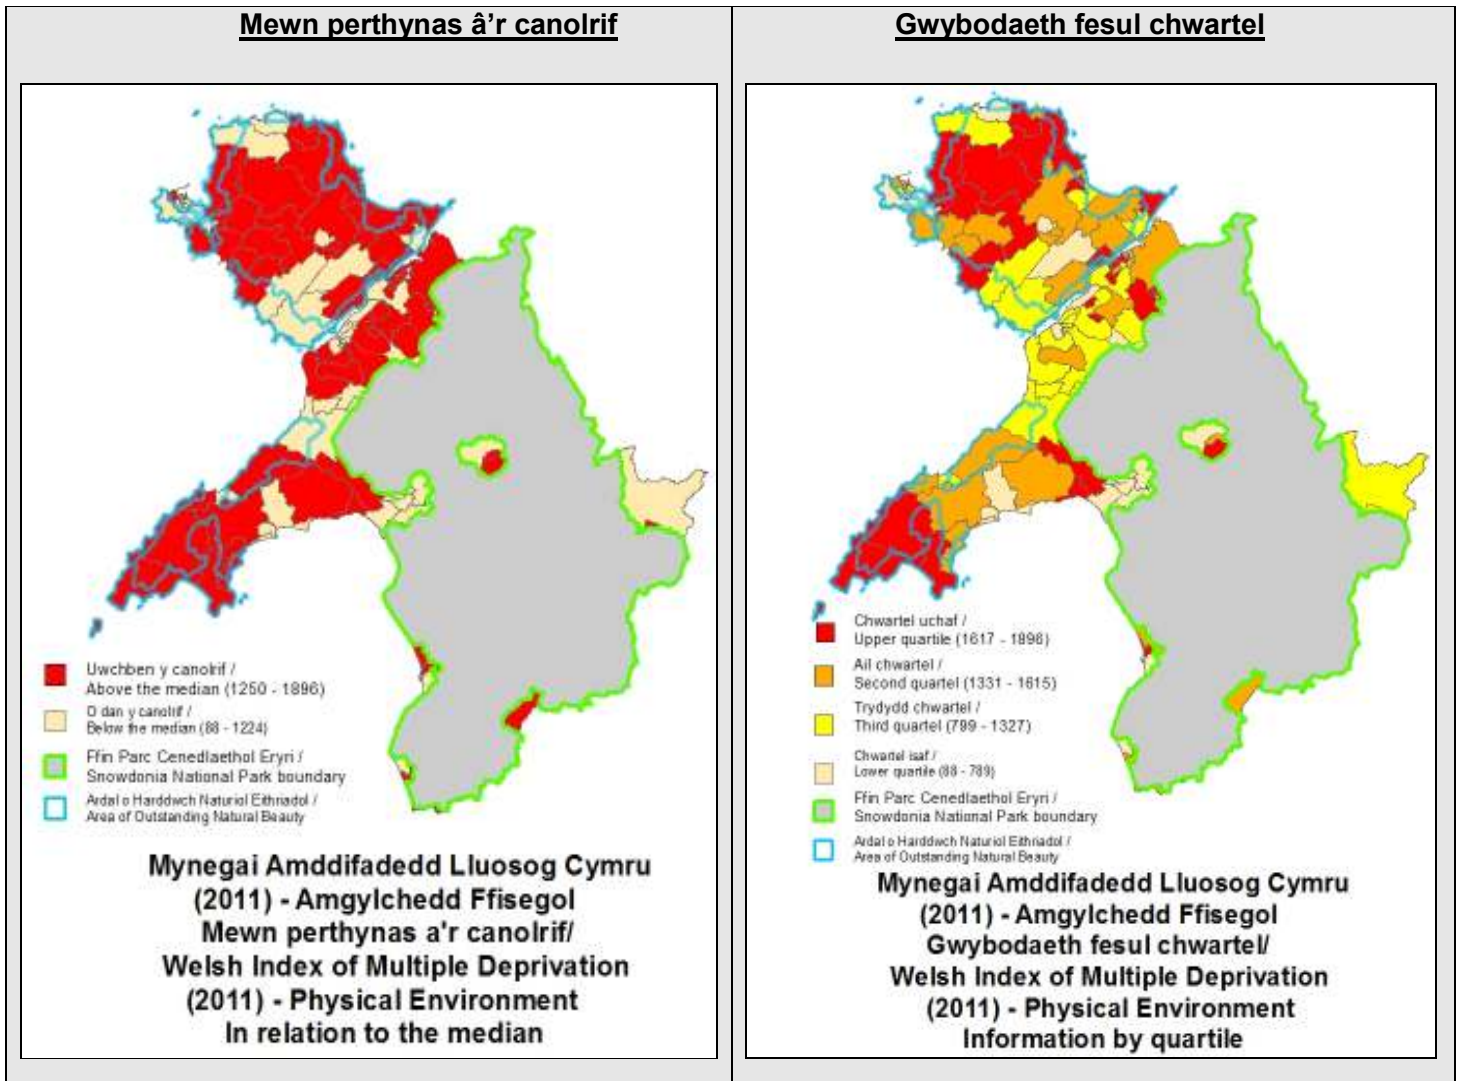 Mewn perthynas â’r canolrif
Uwchben y canolrif /
Above the median (1250 - 1896)
O dan y canolrif /
Below the median (88 - 1224)
Ffin Parc Cenedlaethol Eryri /
Snowdonia National Park boundary
Ardal o Harddwch Naturiol Eithriadol /
Area of Outstanding Natural Beauty
Mynegai Amddifadedd Lluosog Cymru
(2011) - Amgylchedd Ffisegol
Mewn perthynas a'r canolrif/
Welsh Index of Multiple Deprivation
(2011) - Physical Environment
In relation to the median
Gwybodaeth fesul chwartel
Chwartel uchaf /
Upper quartile (1617 - 1896)
Ail chwartel /
Second quartel (1331 - 1615)
Trydydd chwartel /
Third quartel (799 - 1327)
Chwartel isaf /
Lower quartile (88 - 789)
Ffin Parc Cenedlaethol Eryri /
Snowdonia National Park boundary
Ardal o Harddwch Naturiol Eithriadol /
Area of Outstanding Natural Beauty
Mynegai Amddifadedd Lluosog Cymru
(2011) - Amgylchedd Ffisegol
Gwybodaeth fesul chwartel/
Welsh Index of Multiple Deprivation
(2011) - Physical Environment
Information by quartile